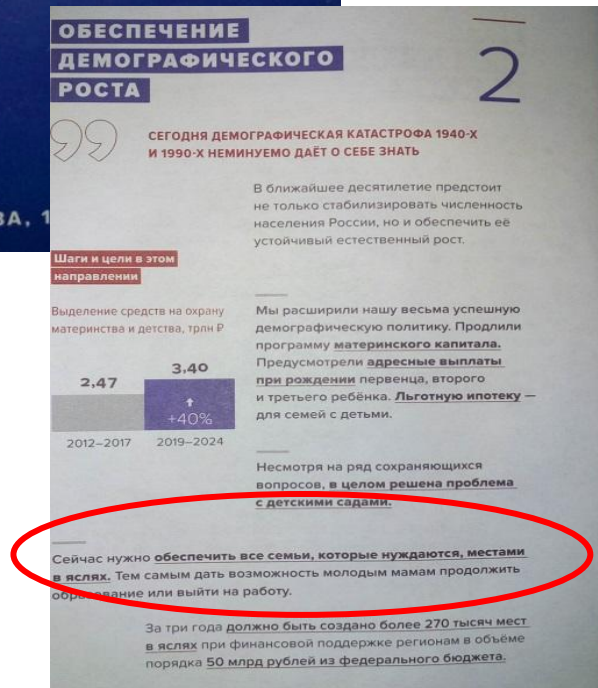 ОБЕСПЕЧЕНИЕ
ДЕМОГРАФИЧЕСКОГО
РОСТА
2
СЕГОДНЯ ДЕМОГРАФИЧЕСКАЯ КАТАСТРОФА 1940-Х
И 1990-Х НЕМИНУЕМО ДАЁТ О СЕБЕ ЗНАТЬ
В ближайшее десятилетие предстоит
не только стабилизировать численность
населения России, но и обеспечить её
устойчивый естественный рост.
ВА, 1
Шаги и цели в этом
направлении
Выделение средств на охрану
материнства и детства, трлн ₽
2,47
3,40
+40%
2012–2017
2019–2024
Мы расширили нашу весьма успешную
демографическую политику. Продлили
программу материнского капитала.
Предусмотрели адресные выплаты
при рождении первенца, второго
и третьего ребёнка. Льготную ипотеку —
для семей с детьми.
Несмотря на ряд сохраняющихся
вопросов, в целом решена проблема
с детскими садами.
Сейчас нужно обеспечить все семьи, которые нуждаются, местами
в яслях. Тем самым дать возможность молодым мамам продолжить
образование или выйти на работу.
За три года должно быть создано более 270 тысяч мест
в яслях при финансовой поддержке регионам в объёме
порядка 50 млрд рублей из федерального бюджета.